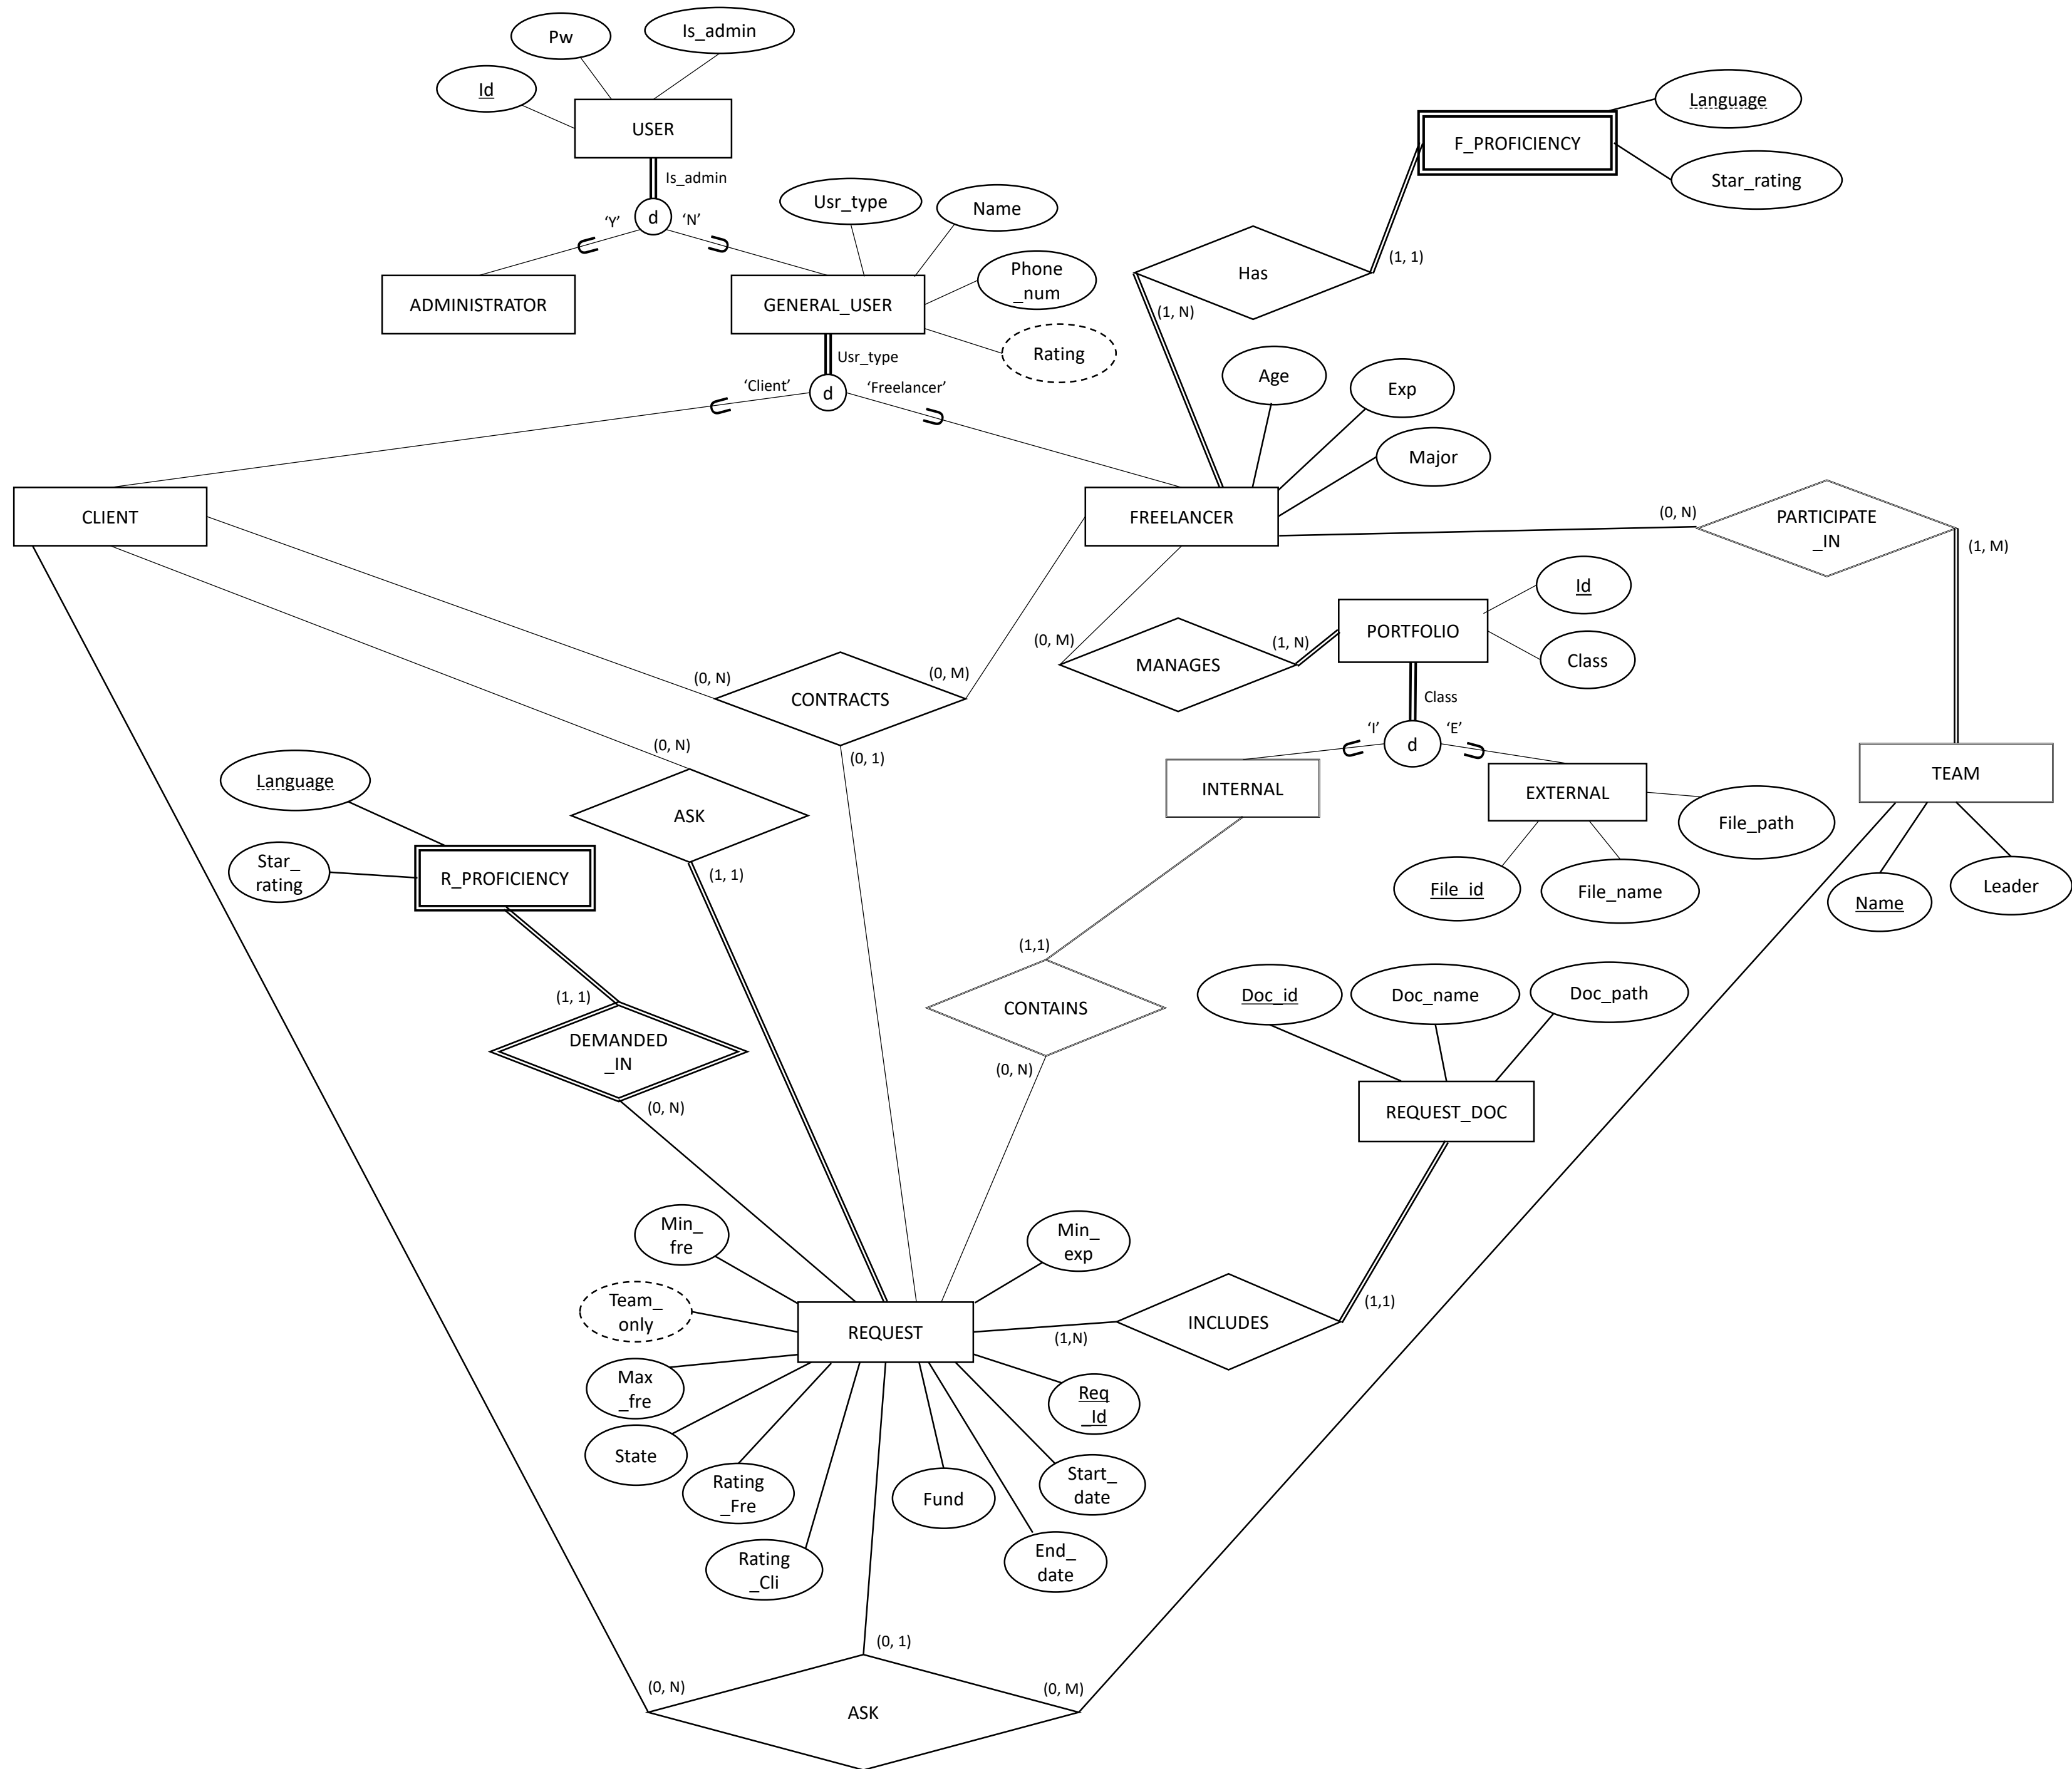 Pw
Is_admin
Id
USER
Is_admin
d
'Y'
'N'
ADMINISTRATOR
Usr_type
Name
Phone
_num
Rating
GENERAL_USER
Usr_type
d
'Client'
'Freelancer'
Language
F_PROFICIENCY
Star_rating
(1, 1)
Has
(1, N)
Age
Exp
Major
CLIENT
FREELANCER
(0, N)
PARTICIPATE
_IN
(1, M)
Id
PORTFOLIO
Class
(0, M)
MANAGES
(1, N)
Class
d
'I'
'E'
INTERNAL
EXTERNAL
File_path
File_id
File_name
TEAM
Name
Leader
(0, N)
CONTRACTS
(0, M)
(0, 1)
(0, N)
ASK
(1, 1)
Language
Star_
rating
R_PROFICIENCY
(1, 1)
DEMANDED
_IN
(0, N)
(1,1)
CONTAINS
(0, N)
Doc_id
Doc_name
Doc_path
REQUEST_DOC
(1,1)
INCLUDES
(1,N)
Min_
fre
Min_
exp
Team_
only
REQUEST
Max
_fre
Req
_Id
State
Rating
_Fre
Fund
Start_
date
Rating
_Cli
End_
date
(0, 1)
(0, N)
(0, M)
ASK